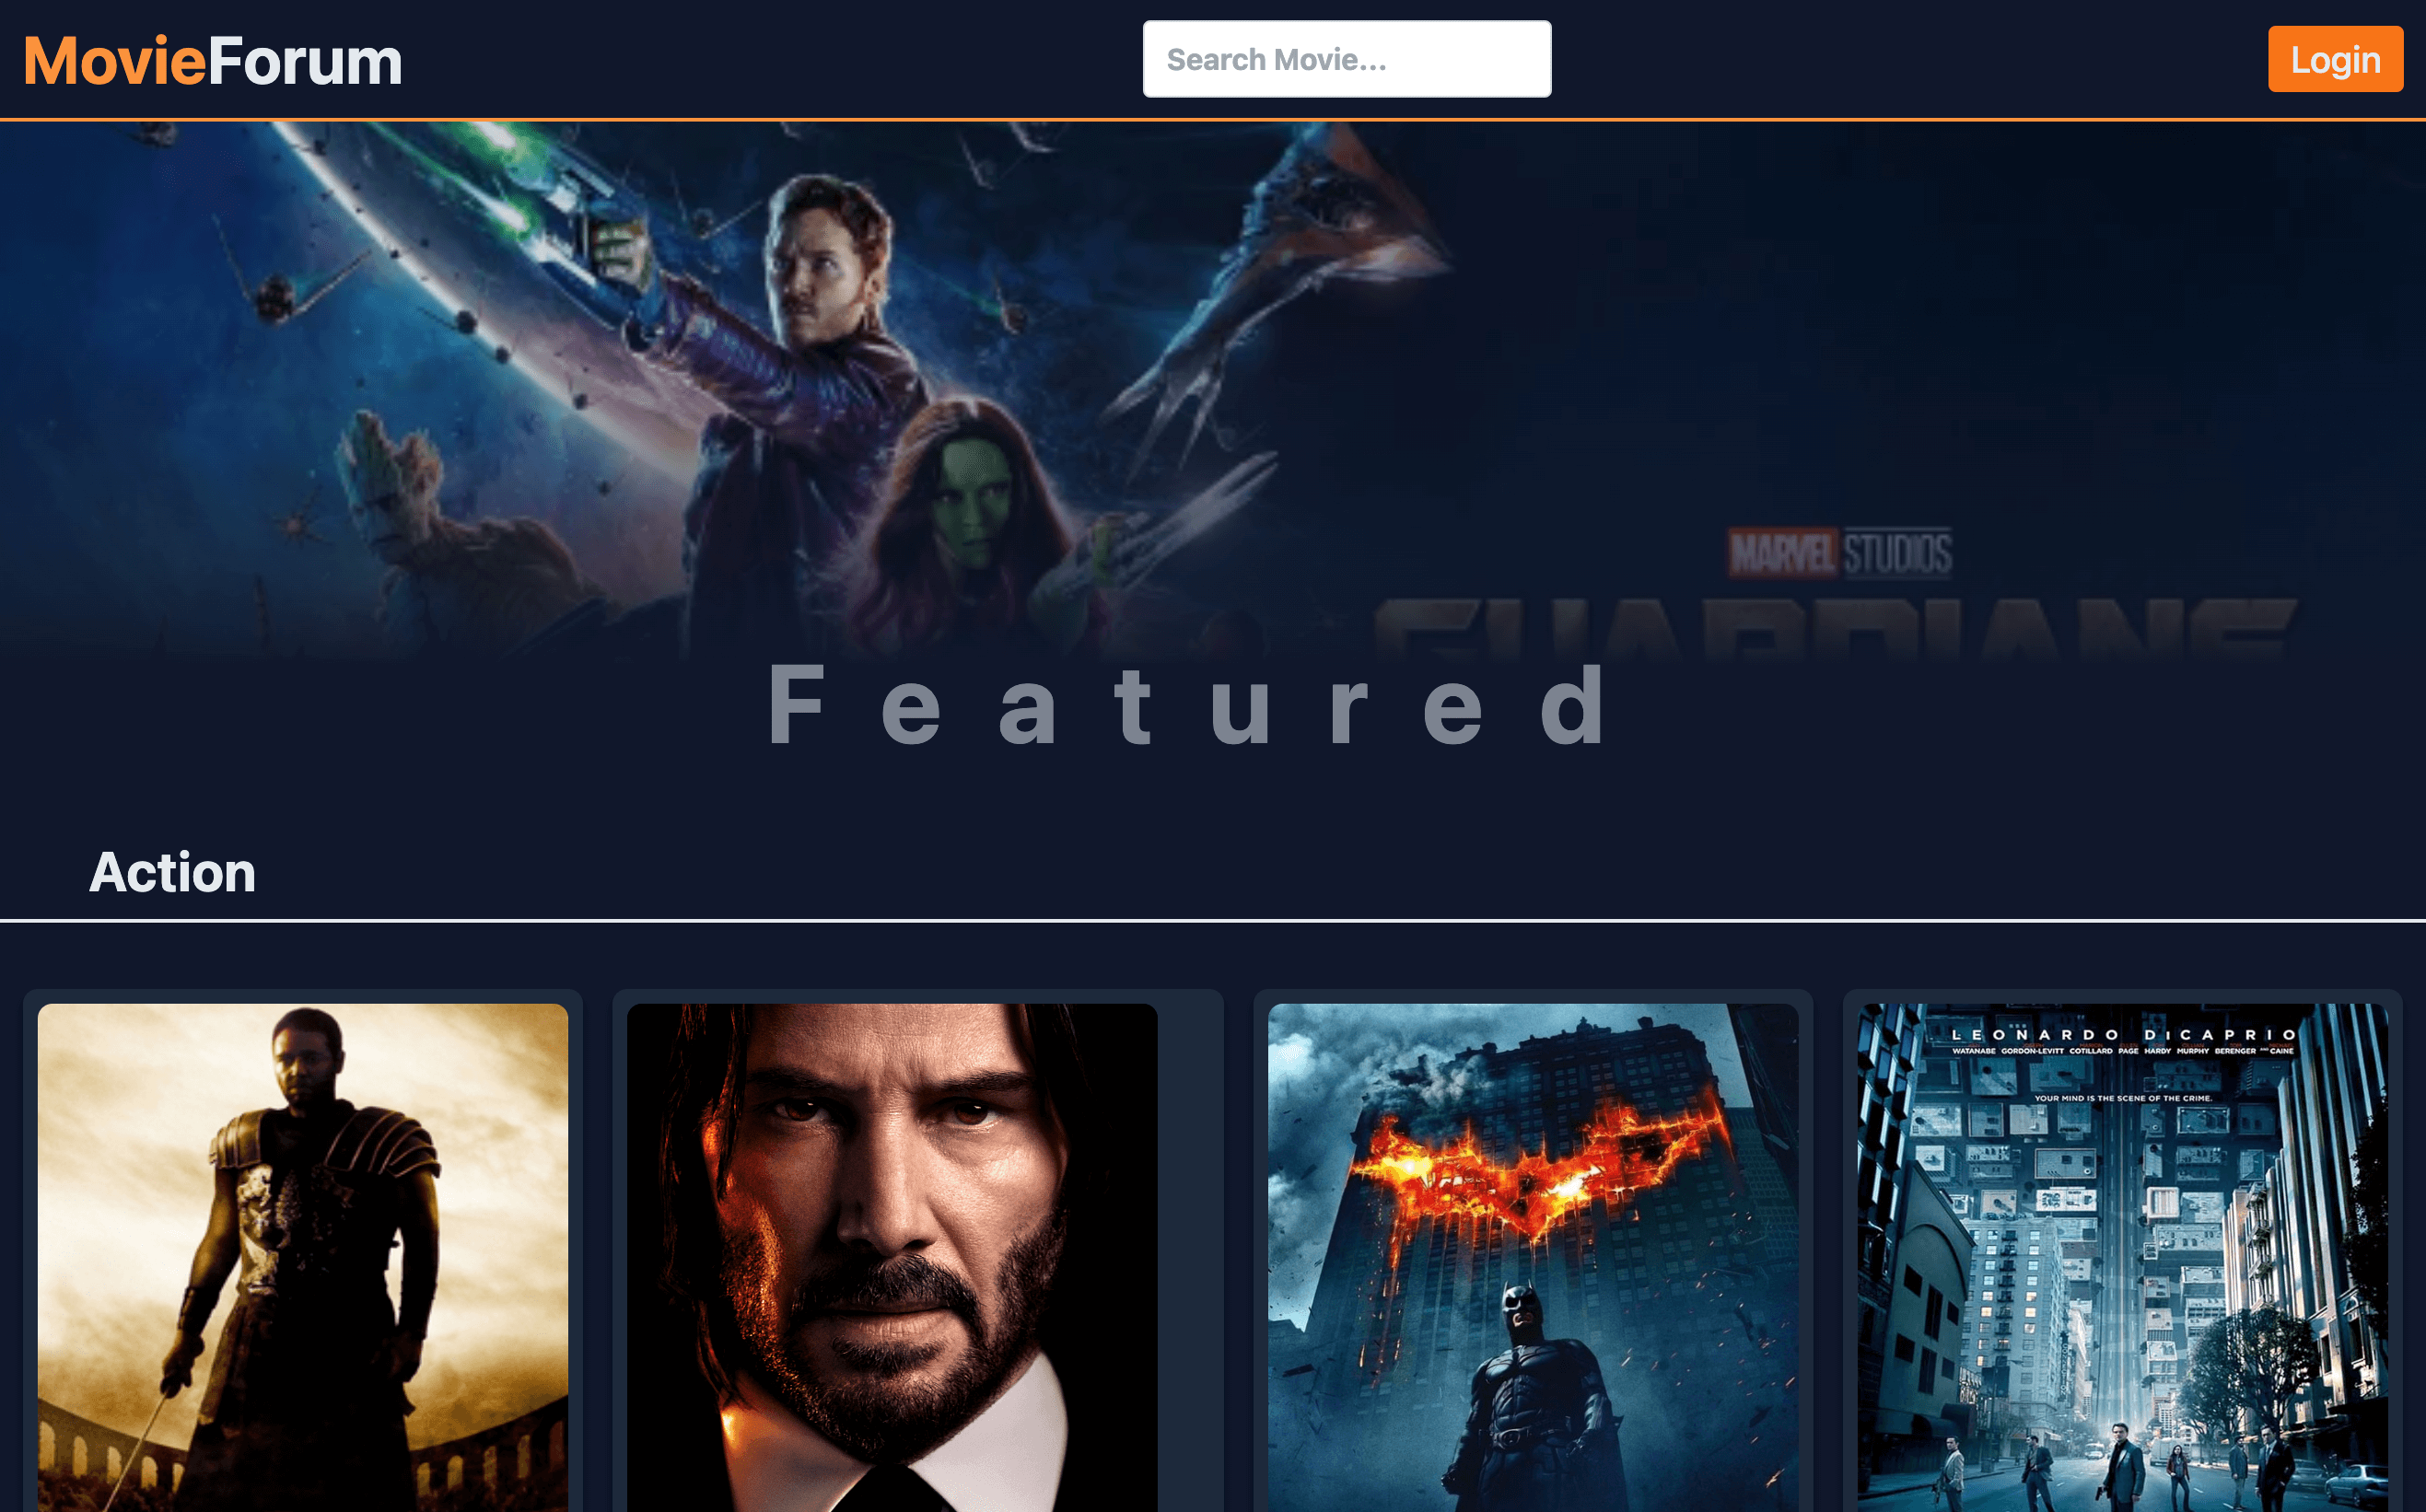 MovieForum
Search Movie...
Login
MARVEL STUDIOS
GUARDIANS
Featured
Action
LEONARDO DICAPRIO
WATANABE GORDON-LEVITT COTILLARD PAGE HARDY MURPHY BERENGER AND CAINE
YOUR MIND IS THE SCENE OF THE CRIME.